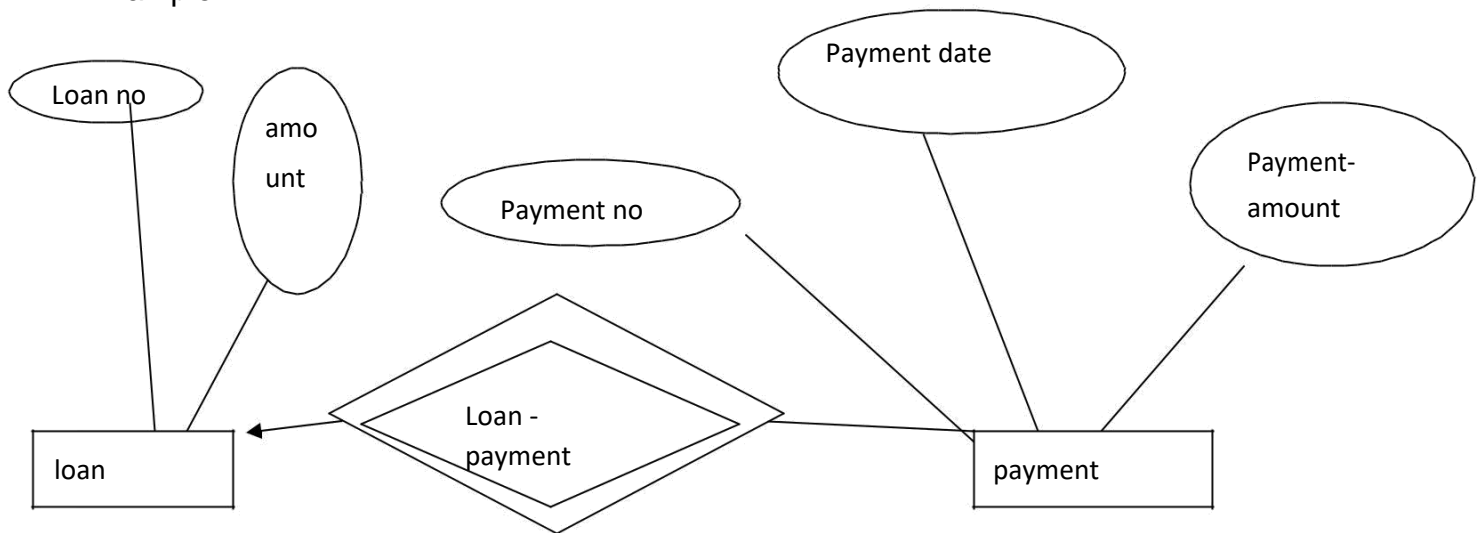 Payment date
Loan no
amo
unt
Payment-
amount
Payment no
Loan -
payment
loan
payment